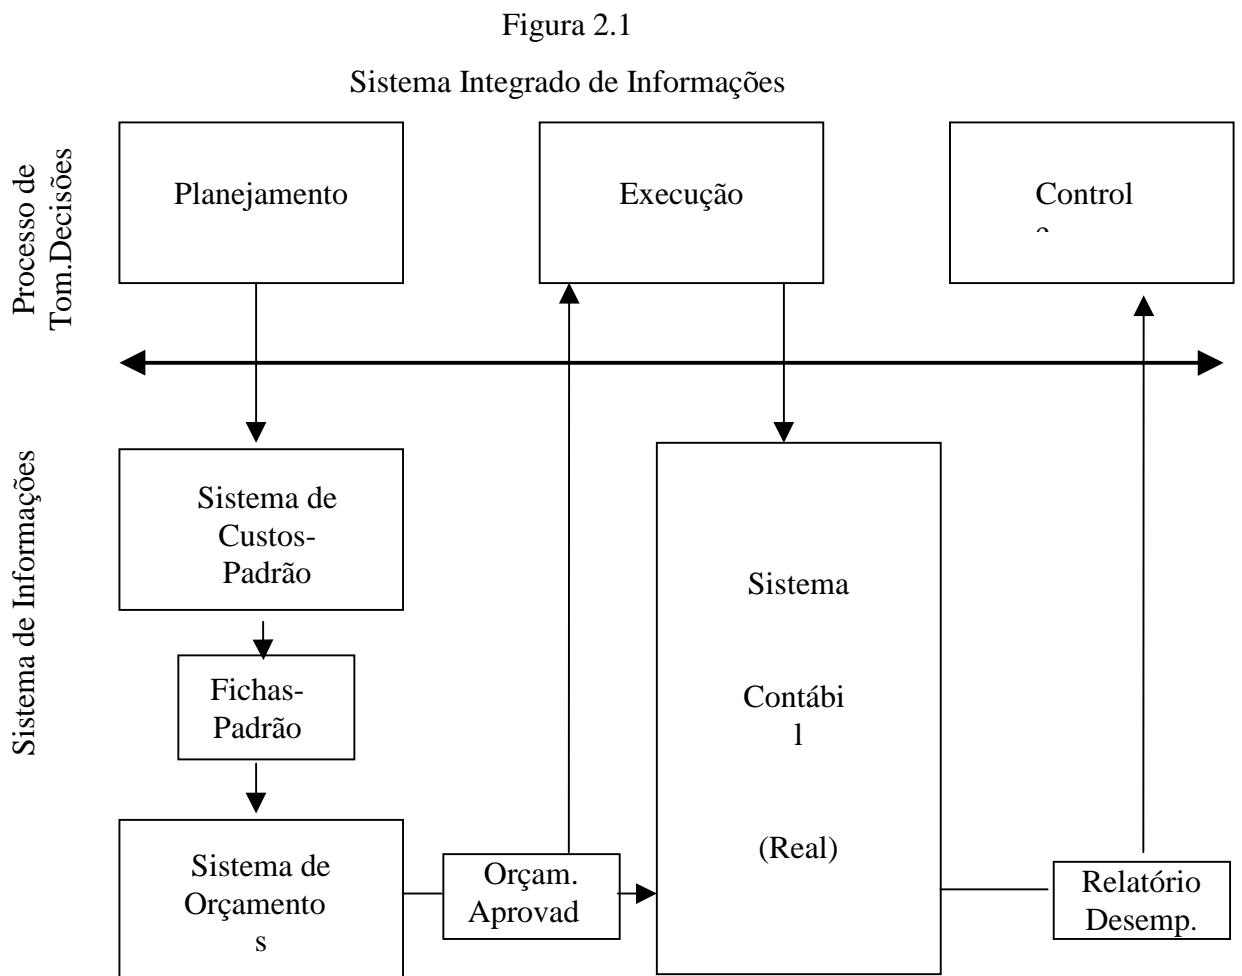 Figura 2.1
Sistema Integrado de Informações
Processo de
Tom.Decisões
Planejamento
Execução
Control
Sistema de Informações
Sistema de
Custos-
Padrão
Fichas-
Padrão
Sistema de
Orçamento
s
Orçam.
Aprovad
Sistema
Contábi
l
(Real)
Relatório
Desemp.